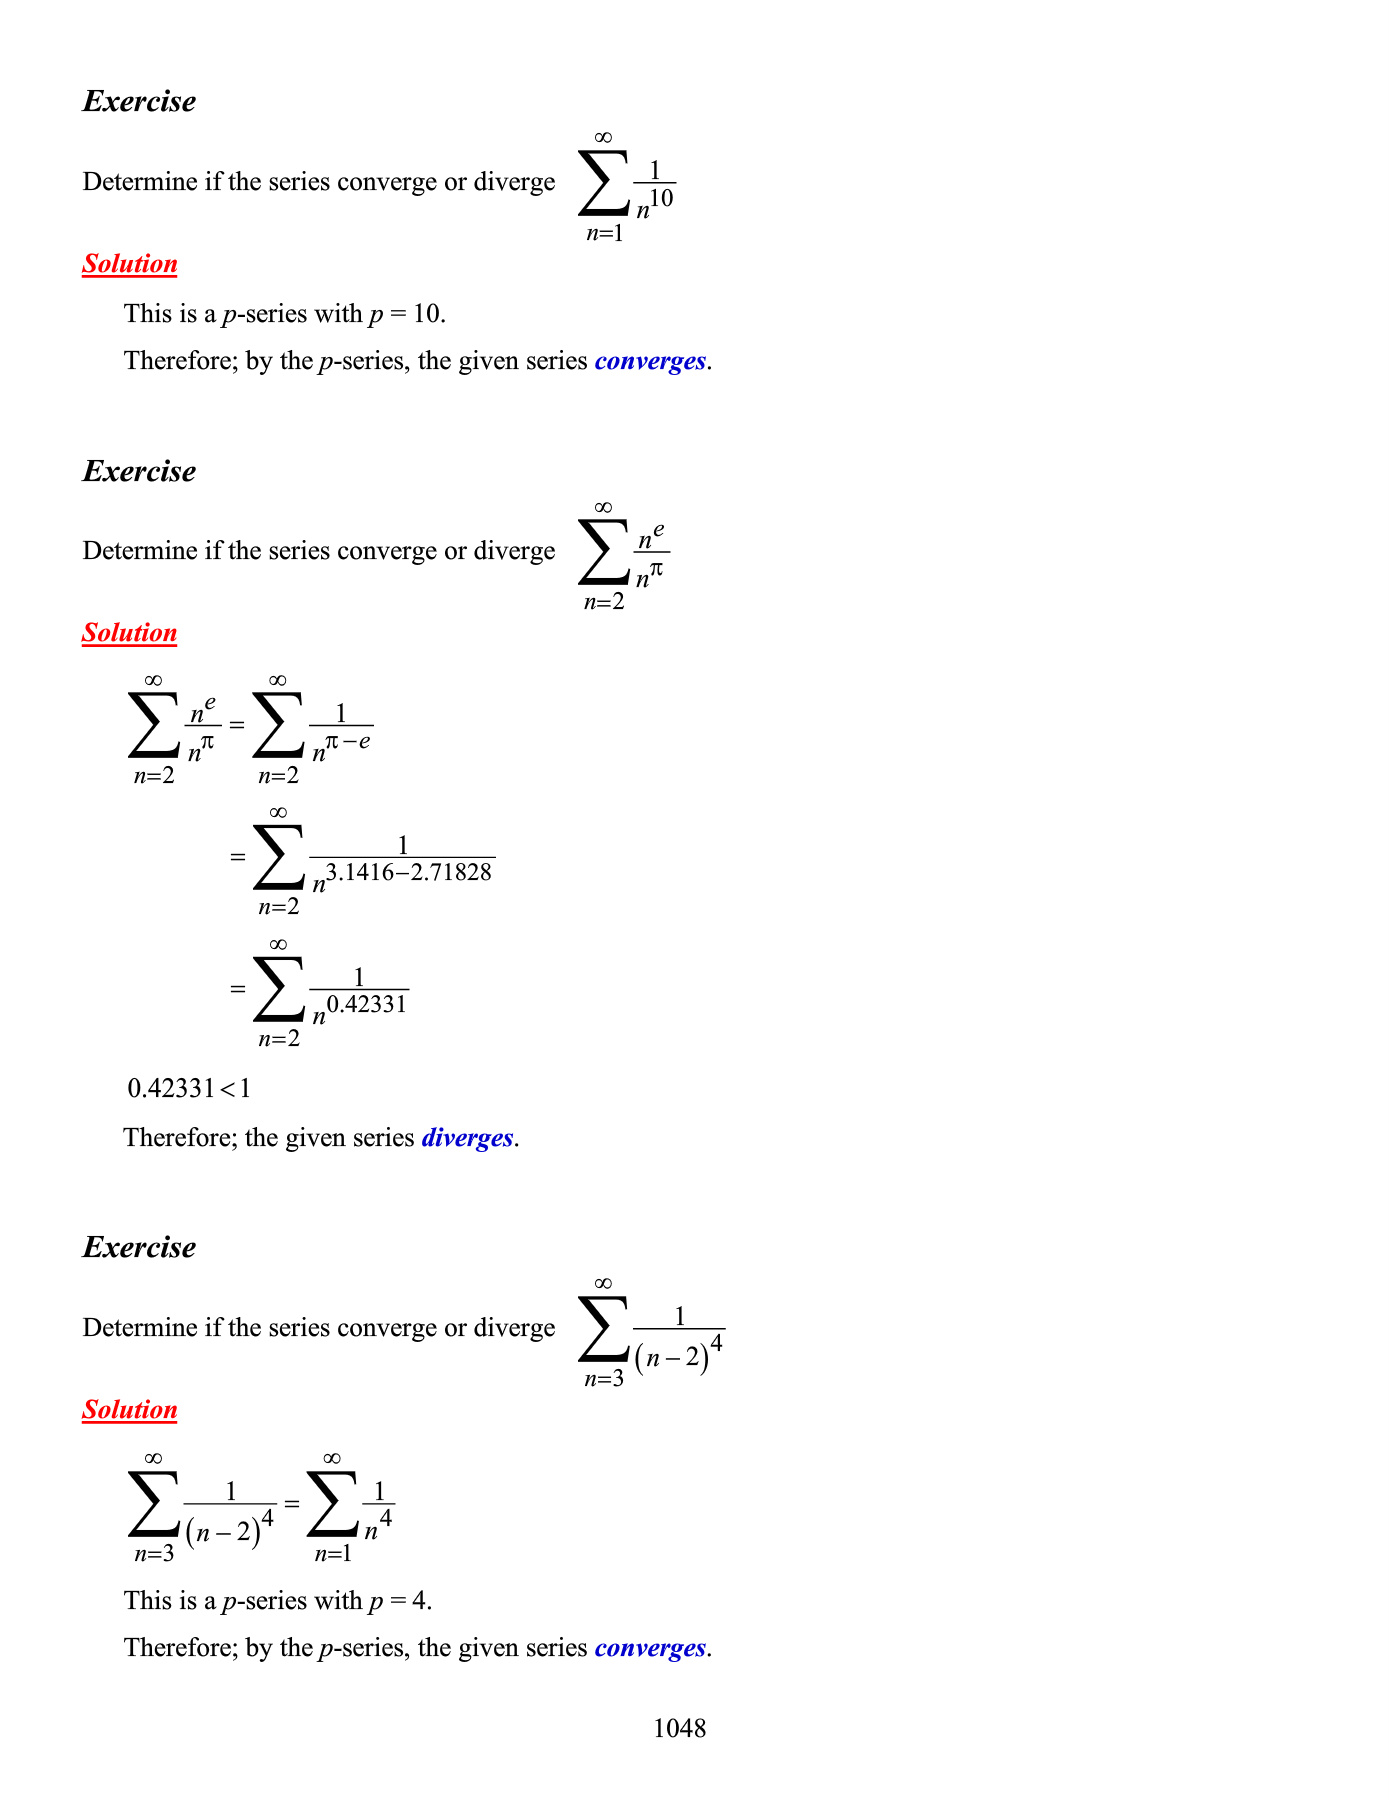 Exercise
Determine if the series converge or diverge $\sum_{n=1}^{\infty} \frac{1}{n^{10}}$
Solution
This is a p-series with p = 10.
Therefore; by the p-series, the given series converges.
Exercise
Determine if the series converge or diverge $\sum_{n=2}^{\infty} \frac{n^e}{n^\pi}$
Solution
$\sum_{n=2}^{\infty} \frac{n^e}{n^\pi} = \sum_{n=2}^{\infty} \frac{1}{n^{\pi-e}}$
$= \sum_{n=2}^{\infty} \frac{1}{n^{3.1416-2.71828}}$
$= \sum_{n=2}^{\infty} \frac{1}{n^{0.42331}}$
0.42331 < 1
Therefore; the given series diverges.
Exercise
Determine if the series converge or diverge $\sum_{n=3}^{\infty} \frac{1}{(n-2)^4}$
Solution
$\sum_{n=3}^{\infty} \frac{1}{(n-2)^4} = \sum_{n=1}^{\infty} \frac{1}{n^4}$
This is a p-series with p = 4.
Therefore; by the p-series, the given series converges.
1048